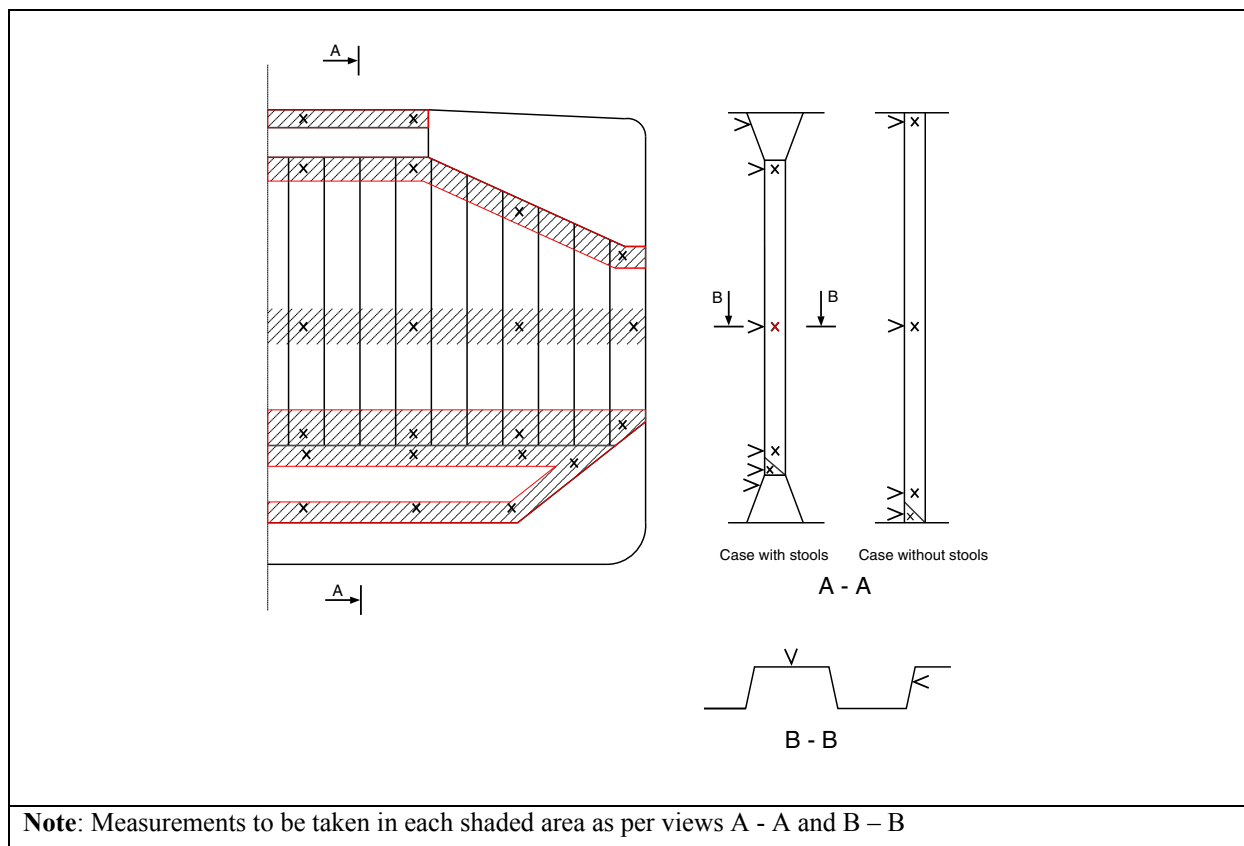 A
B
B
Case with stools
Case without stools
A - A
A
B - B
Note: Measurements to be taken in each shaded area as per views A - A and B – B